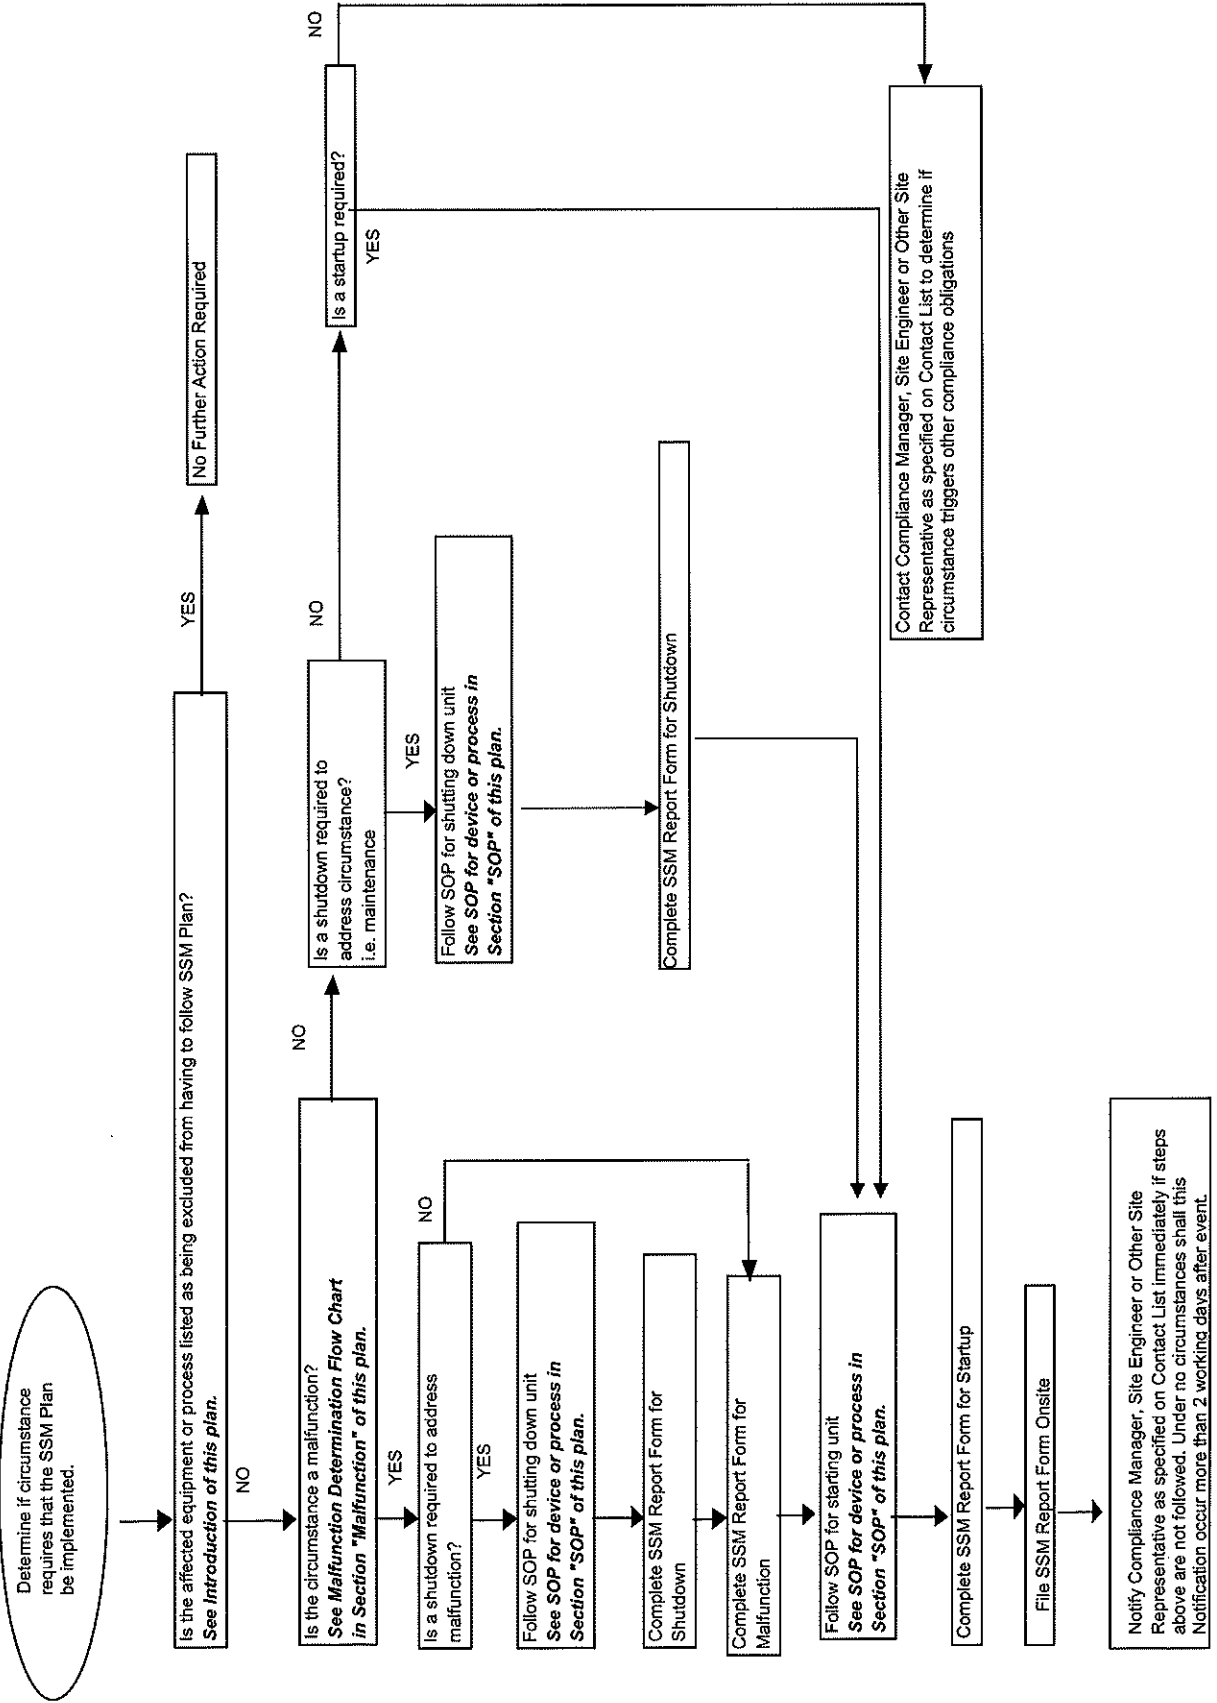 Determine if circumstance
requires that the SSM Plan
be implemented.
Is the affected equipment or process listed as being excluded from having to follow SSM Plan?
See Introduction of this plan.
YES
No Further Action Required
NO
Is the circumstance a malfunction?
See Malfunction Determination Flow Chart
in Section "Malfunction" of this plan.
NO
Is a shutdown required to
address circumstance?
i.e. maintenance
NO
Is a startup required?
NO
YES
YES
YES
Is a shutdown required to address
malfunction?
NO
YES
Follow SOP for shutting down unit
See SOP for device or process in
Section "SOP" of this plan.
Follow SOP for shutting down unit
See SOP for device or process in
Section "SOP" of this plan.
Complete SSM Report Form for
Shutdown
Complete SSM Report Form for Shutdown
Complete SSM Report Form for
Malfunction
Follow SOP for starting unit
See SOP for device or process in
Section "SOP" of this plan.
Contact Compliance Manager, Site Engineer or Other Site
Representative as specified on Contact List to determine if
circumstance triggers other compliance obligations
Complete SSM Report Form for Startup
File SSM Report Form Onsite
Notify Compliance Manager, Site Engineer or Other Site
Representative as specified on Contact List immediately if steps
above are not followed. Under no circumstances shall this
Notification occur more than 2 working days after event.